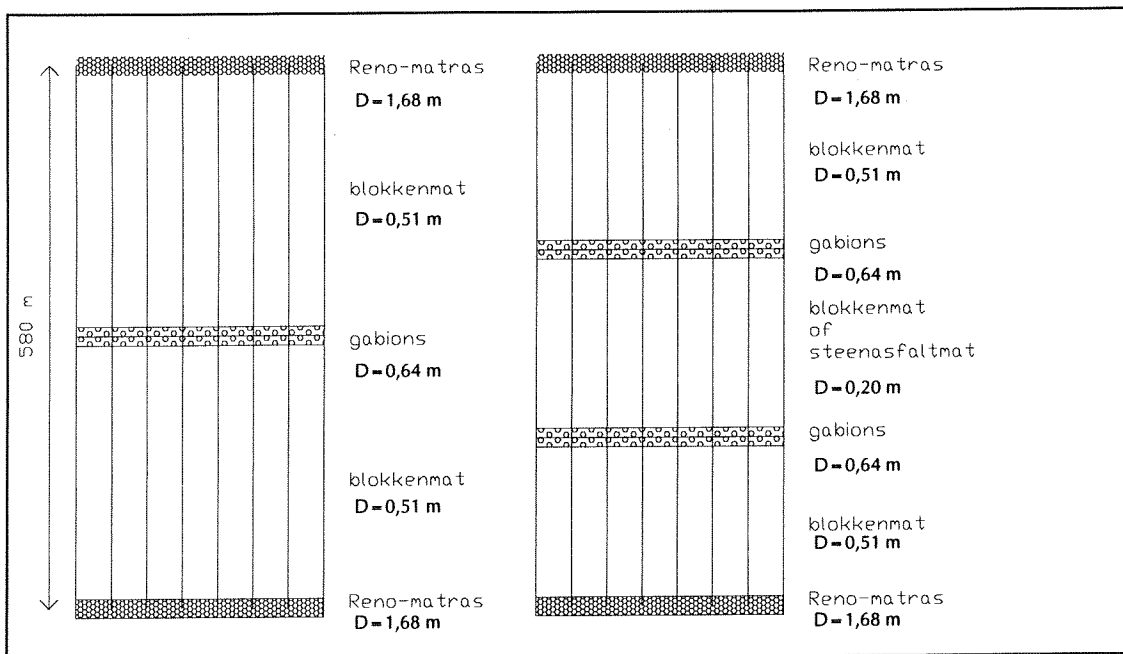 580 m
Reno-matras
D=1,68 m
blokkenmat
D=0,51 m
gabions
D=0,64 m
blokkenmat
D=0,51 m
Reno-matras
D=1,68 m
Reno-matras
D=1,68 m
blokkenmat
D=0,51 m
gabions
D=0,64 m
blokkenmat
of
steenasfaltmat
D=0,20 m
gabions
D=0,64 m
blokkenmat
D=0,51 m
Reno-matras
D=1,68 m